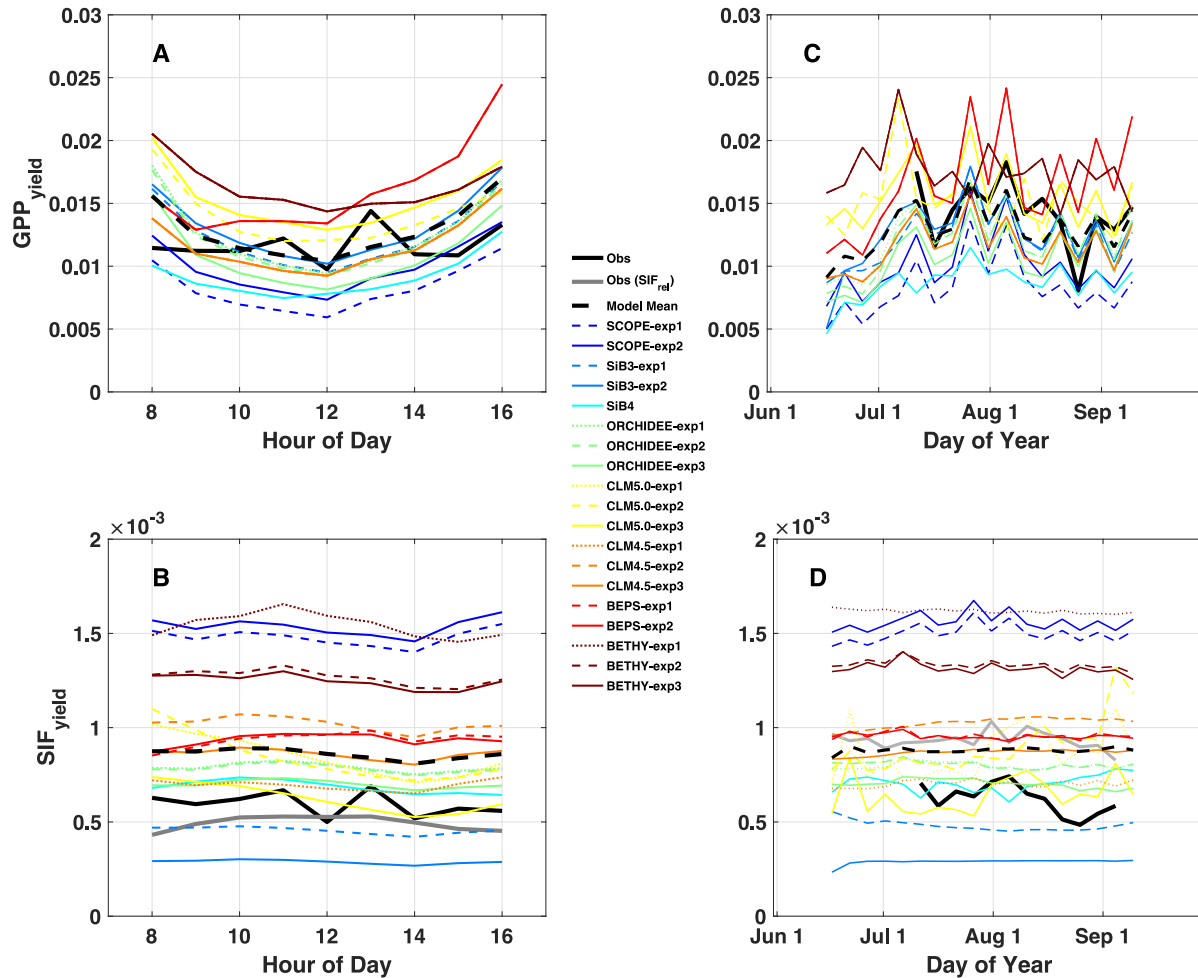 0.03
0.025
0.02
0.015
0.01
0.005
0
GPP_yield
A
8
10
12
14
16
Hour of Day
0.03
0.025
0.02
0.015
0.01
0.005
0
GPP_yield
C
Jun 1
Jul 1
Aug 1
Sep 1
Day of Year
Obs
Obs (SIF_rel)
Model Mean
SCOPE-exp1
SCOPE-exp2
SiB3-exp1
SiB3-exp2
SiB4
ORCHIDEE-exp1
ORCHIDEE-exp2
ORCHIDEE-exp3
CLM5.0-exp1
CLM5.0-exp2
CLM5.0-exp3
CLM4.5-exp1
CLM4.5-exp2
CLM4.5-exp3
BEPS-exp1
BEPS-exp2
BETHY-exp1
BETHY-exp2
BETHY-exp3
×10⁻³
2
1.5
1
0.5
0
SIF_yield
B
8
10
12
14
16
Hour of Day
×10⁻³
2
1.5
1
0.5
0
SIF_yield
D
Jun 1
Jul 1
Aug 1
Sep 1
Day of Year